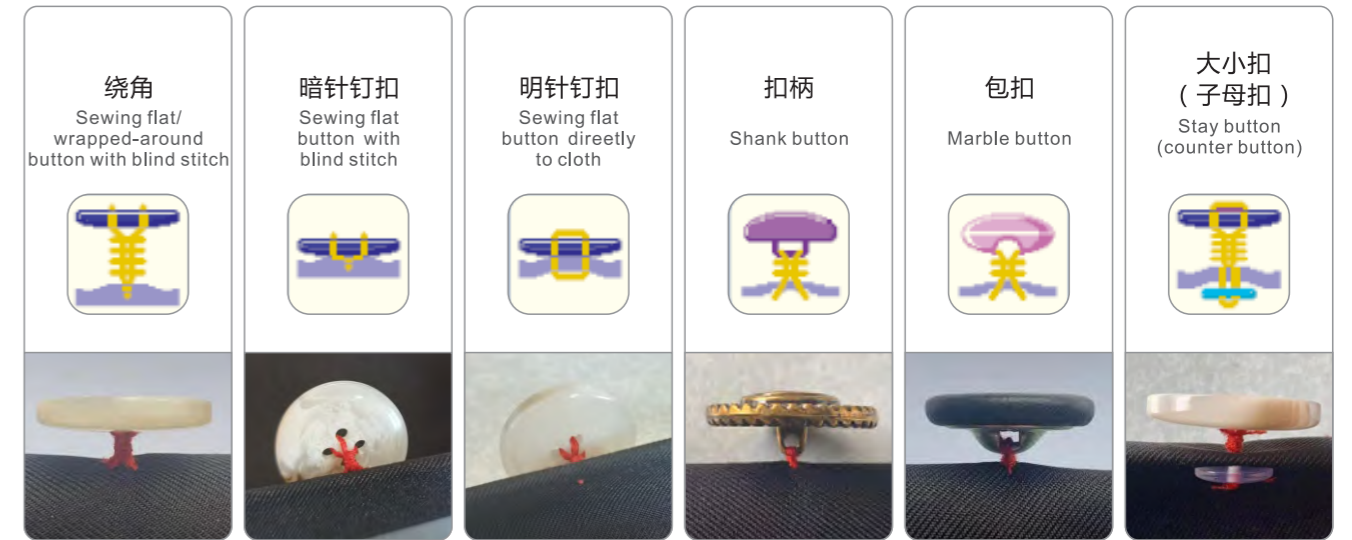 绕角
Sewing flat/
wrapped-around
button with blind stitch
暗针钉扣
Sewing flat
button with
blind stitch
明针钉扣
Sewing flat
button direetly
to cloth
扣柄
Shank button
包扣
Marble button
大小扣
（子母扣）
Stay button
(counter button)